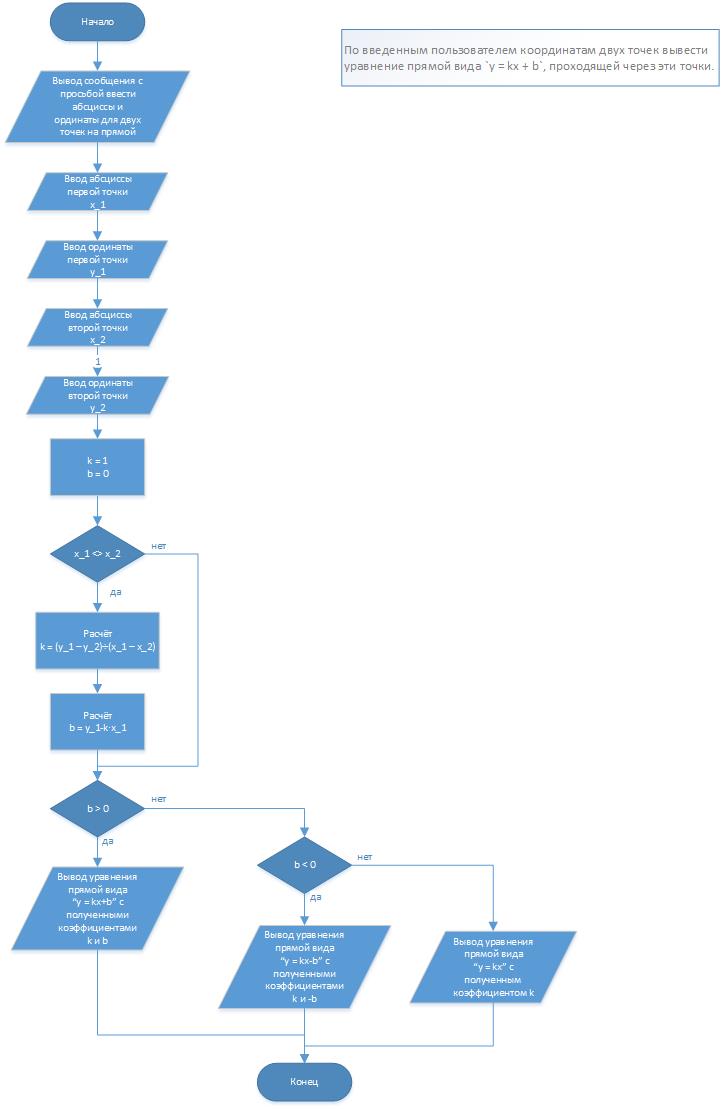 Начало
По введенным пользователем координатам двух точек вывести
уравнение прямой вида `y = kx + b`, проходящей через эти точки.
Вывод сообщения с
просьбой ввести
абсциссы и
ординаты для двух
точек на прямой
Ввод абсциссы
первой точки
x_1
Ввод ординаты
первой точки
y_1
Ввод абсциссы
второй точки
x_2
1
Ввод ординаты
второй точки
y_2
k = 1
b = 0
x_1 <> x_2
нет
да
Расчёт
k = (y_1 – y_2)÷(x_1 – x_2)
Расчёт
b = y_1-k·x_1
b > 0
нет
да
b < 0
нет
да
Вывод уравнения
прямой вида
“y = kx+b” с
полученными
коэффициентами
k и b
Вывод уравнения
прямой вида
“y = kx-b” с
полученными
коэффициентами
k и -b
Вывод уравнения
прямой вида
“y = kx” с
полученным
коэффициентом k
Конец